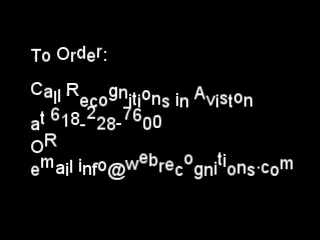 To Order:
Call Recognitions in Aviston
at 618-228-7600
OR
email info@webrecognitions.com